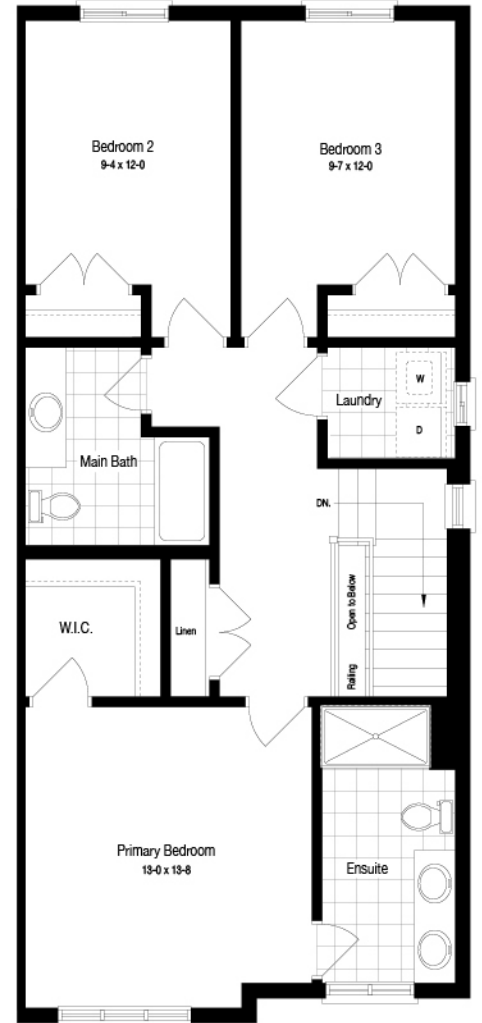 Bedroom 2
9-4 x 12-0
Bedroom 3
9-7 x 12-0
W
Laundry
D
Main Bath
DN.
Open to Below
W.I.C.
Linen
Railing
Primary Bedroom
13-0 x 13-8
Ensuite